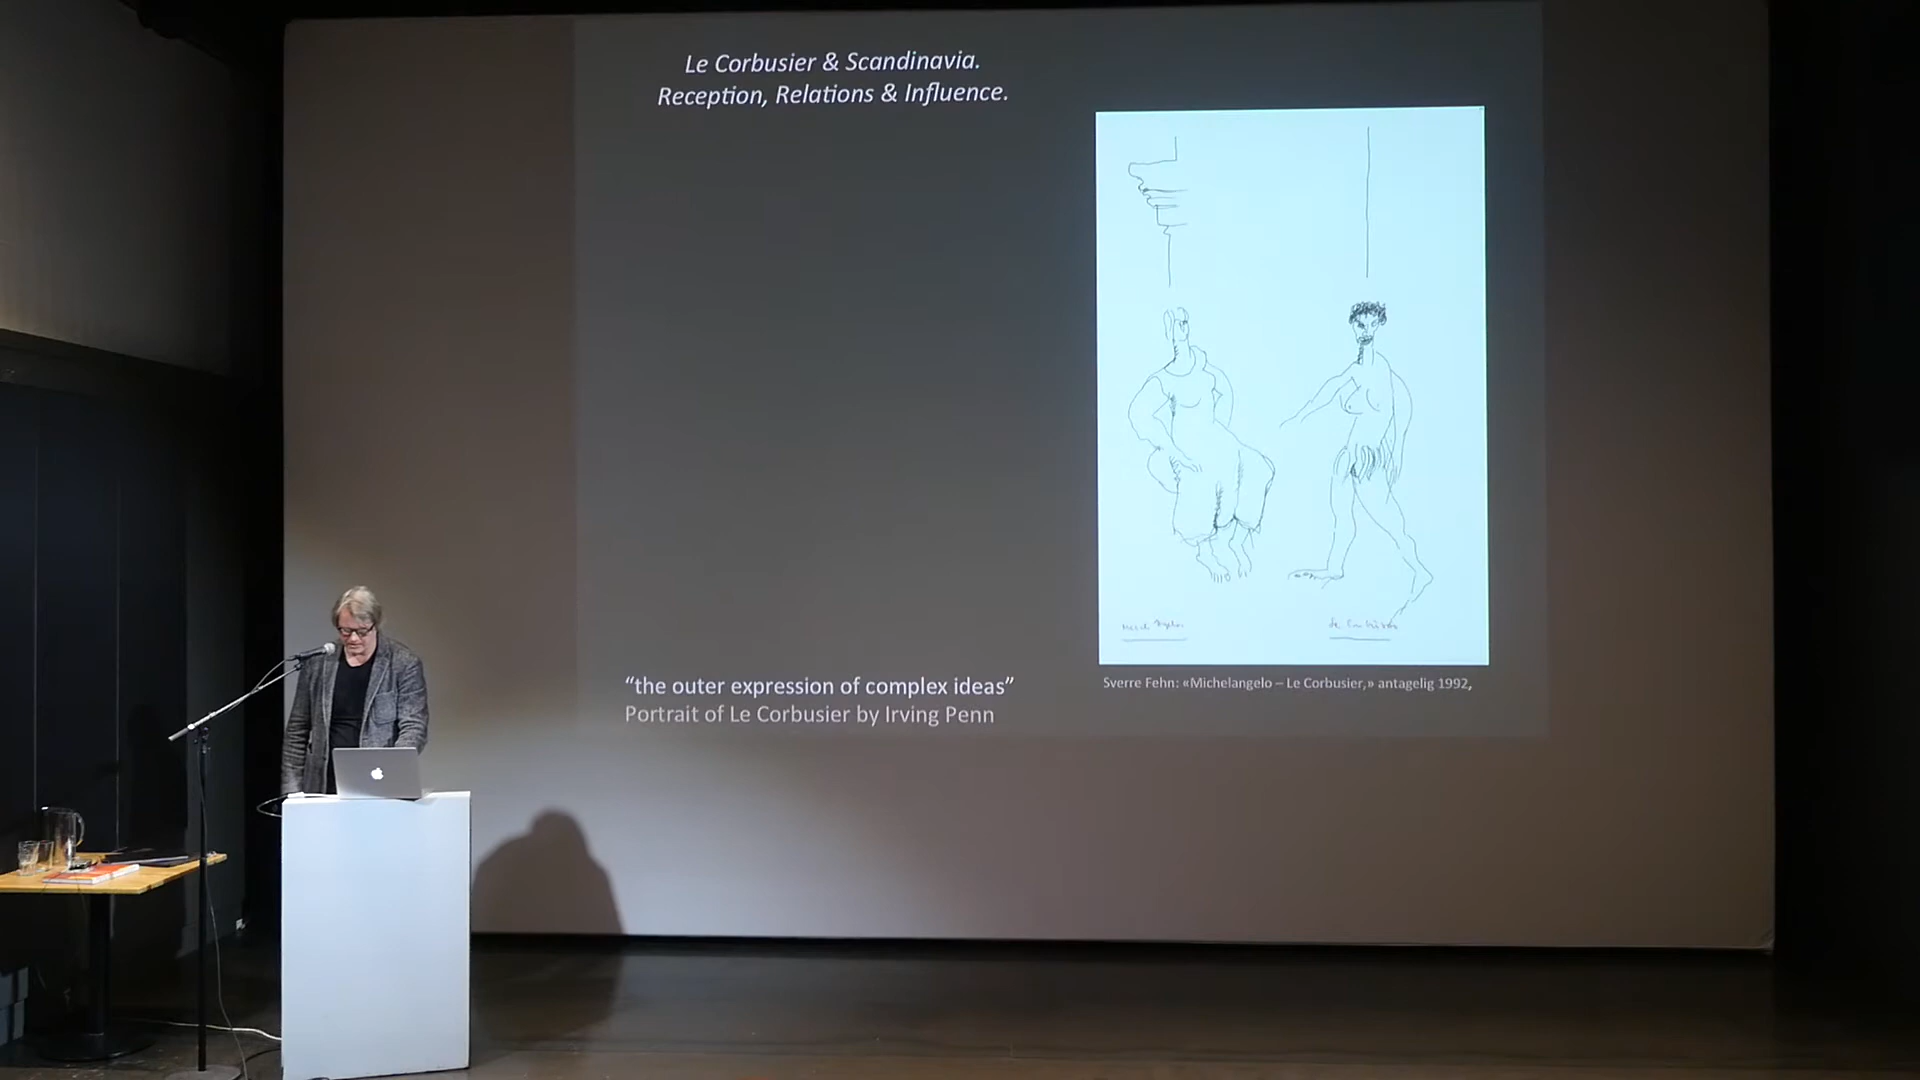 Le Corbusier & Scandinavia.
Reception, Relations & Influence.
“the outer expression of complex ideas”
Portrait of Le Corbusier by Irving Penn
Sverre Fehn: «Michelangelo – Le Corbusier,» antagelig 1992,